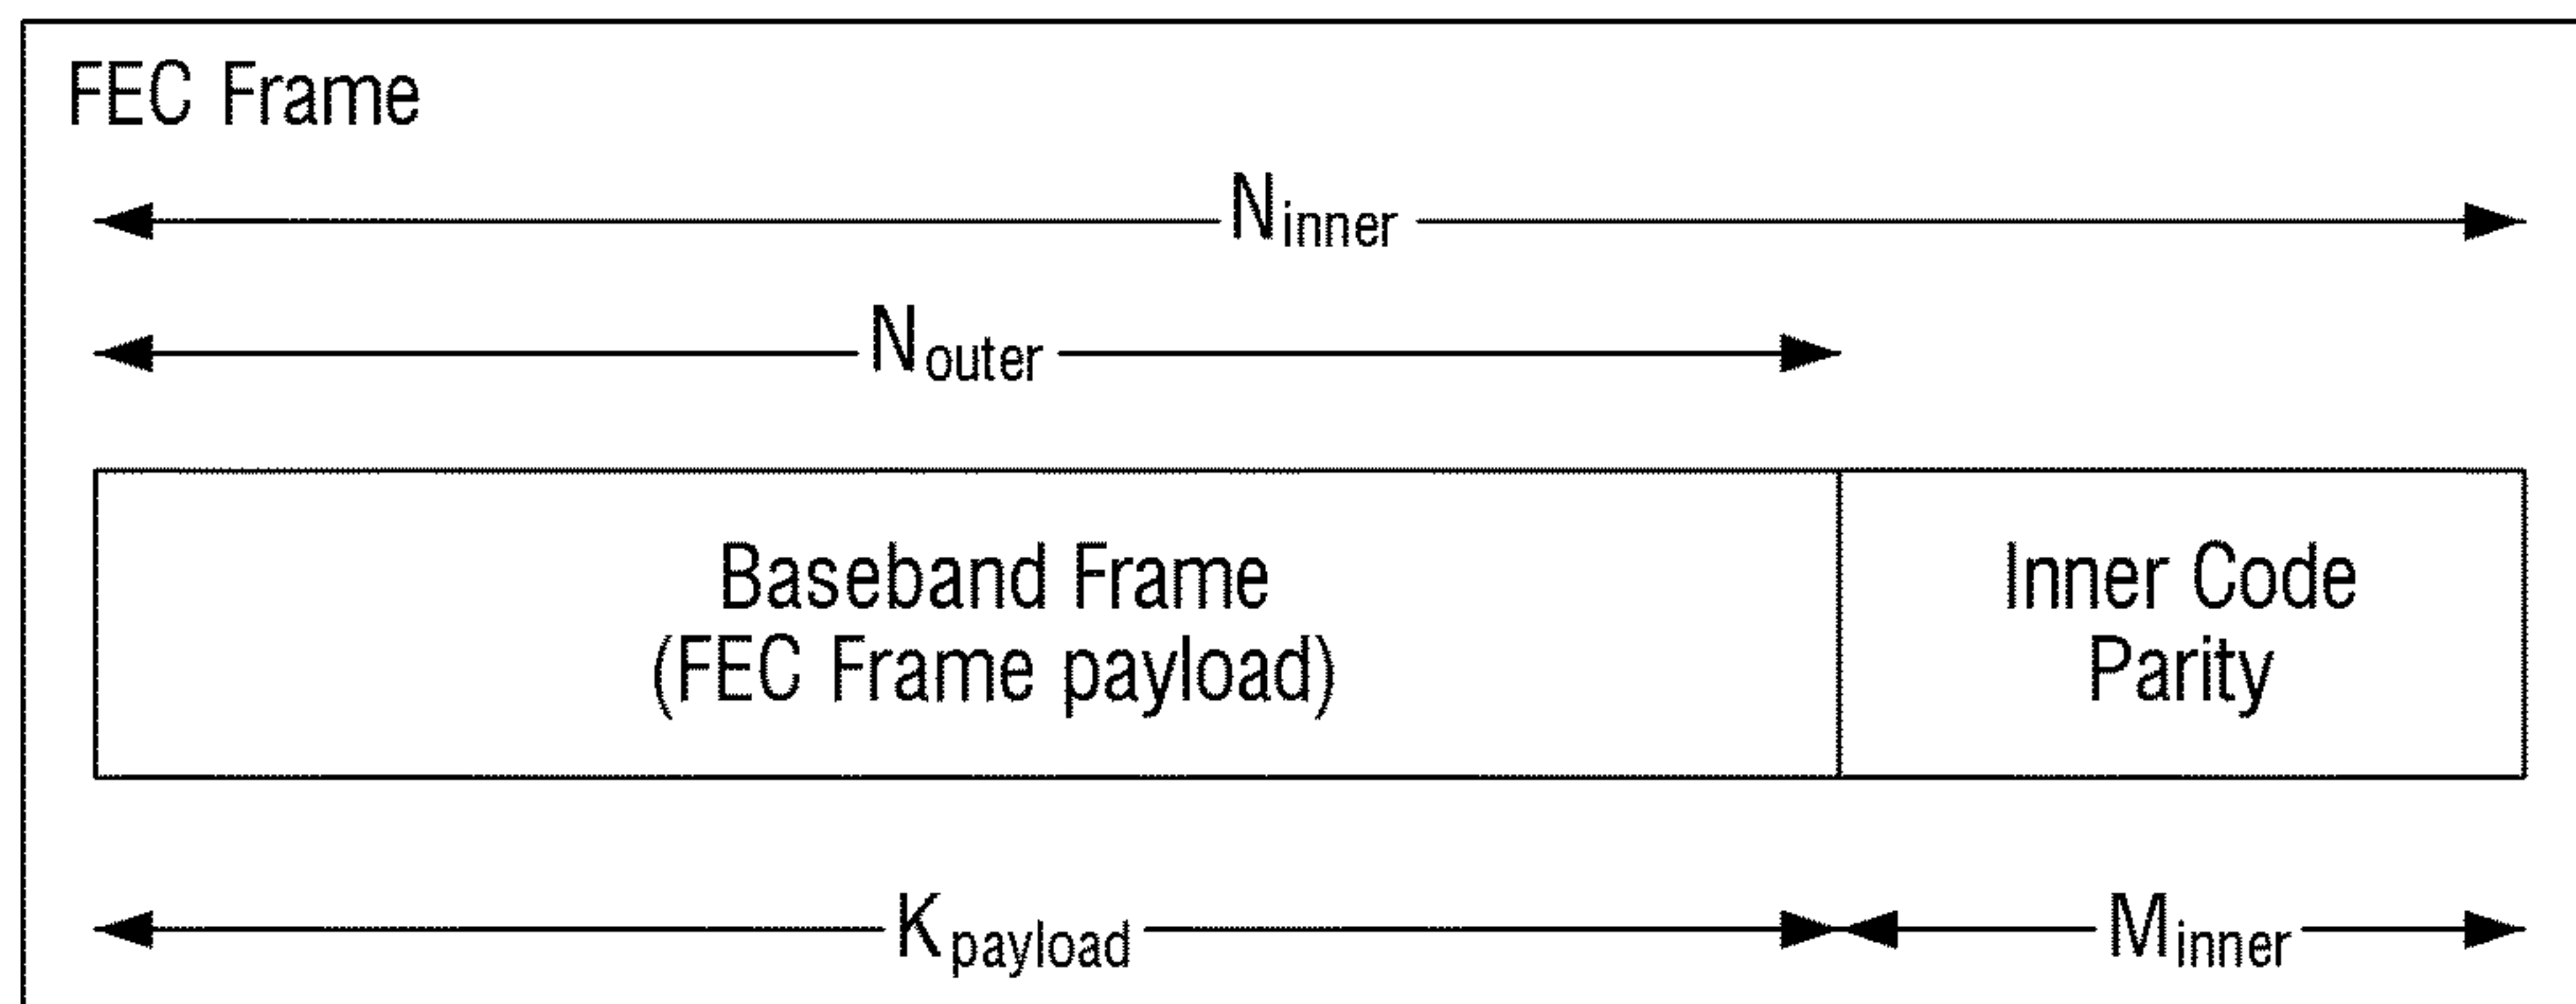 FEC Frame
Ninner
Nouter
Baseband Frame
(FEC Frame payload)
Inner Code
Parity
Kpayload
Minner